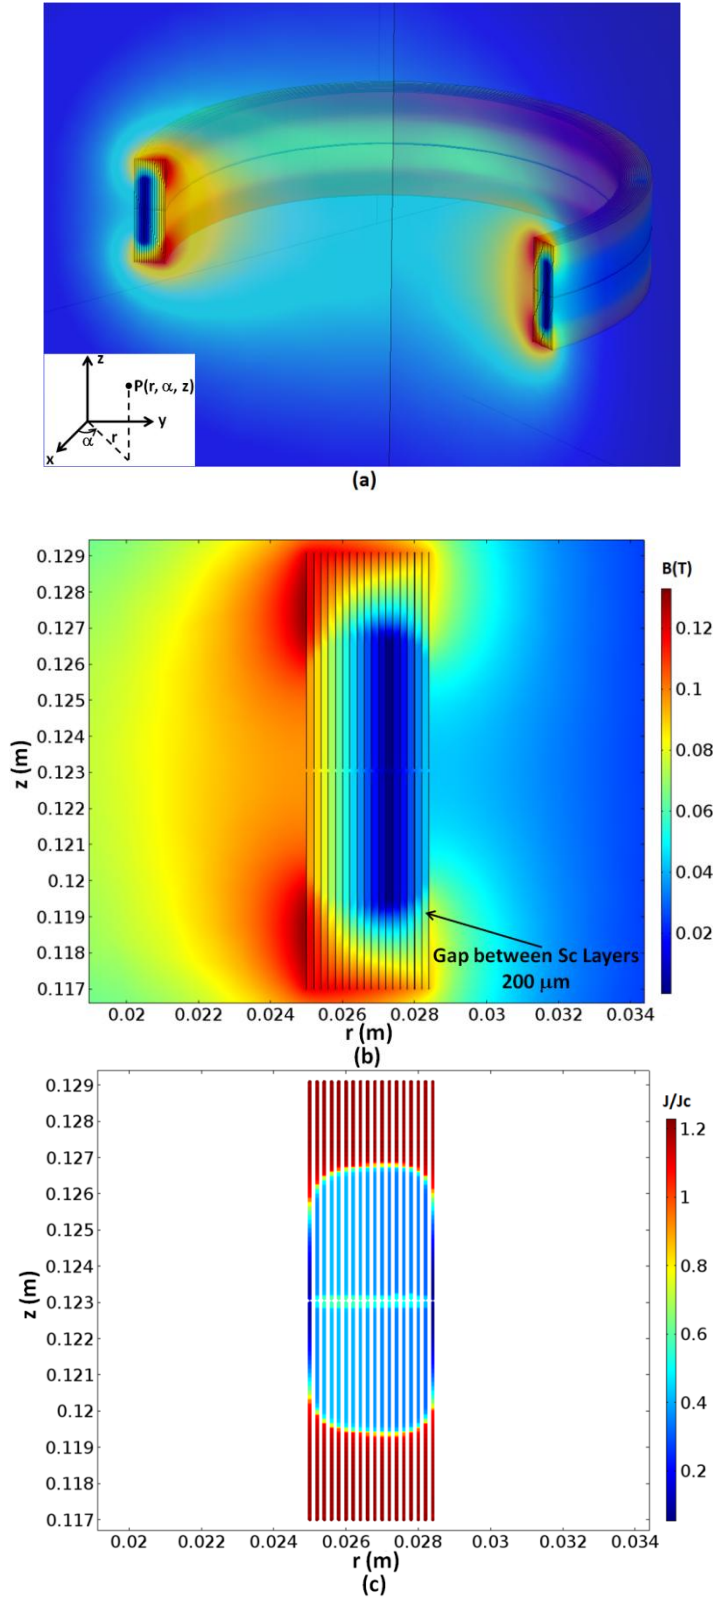 z
P(r, α, z)
α
r
y
x
(a)
0.129
0.128
0.127
0.126
0.125
0.124
0.123
0.122
0.121
0.12
0.119
0.118
0.117
z (m)
B(T)
0.12
0.1
0.08
0.06
0.04
0.02
Gap between Sc Layers
200 µm
0.02 0.022 0.024 0.026 0.028 0.03 0.032 0.034
r (m)
(b)
0.129
0.128
0.127
0.126
0.125
0.124
0.123
0.122
0.121
0.12
0.119
0.118
0.117
z (m)
J/Jc
1.2
1
0.8
0.6
0.4
0.2
0.02 0.022 0.024 0.026 0.028 0.03 0.032 0.034
r (m)
(c)